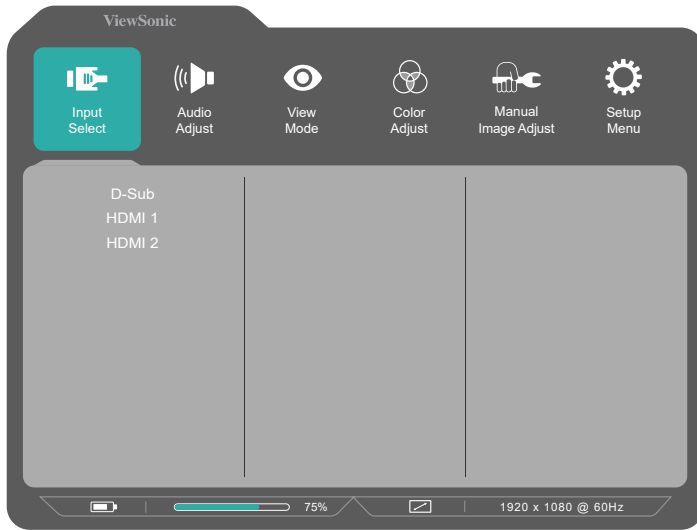 ViewSonic
Input
Select
Audio
Adjust
View
Mode
Color
Adjust
Manual
Image Adjust
Setup
Menu
D-Sub
HDMI 1
HDMI 2
75%
1920 x 1080 @ 60Hz